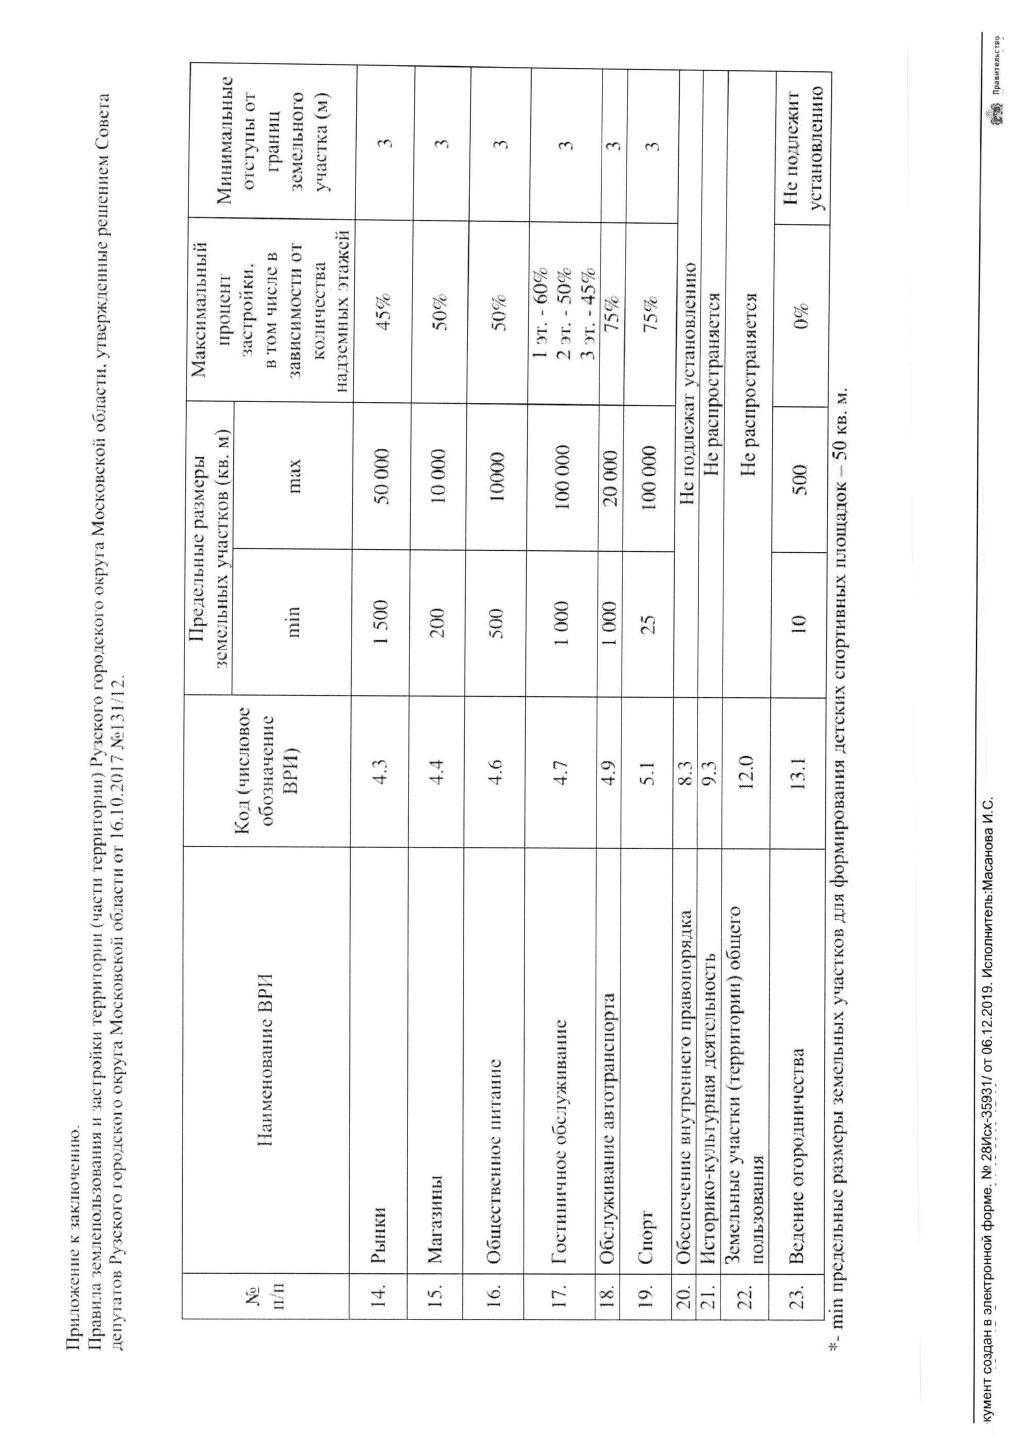 Приложение к заключению.
Правила землепользования и застройки территории (части территории) Рузского городского округа Московской области, утвержденные решением Совета
депутатов Рузского городского округа Московской области от 16.10.2017 №131/12.
№ п/п Наименование ВРИ Код (числовое обозначение ВРИ) Предельные размеры земельных участков (кв. м) Максимальный процент застройки, в том числе в зависимости от количества надземных этажей Минимальные отступы от границ земельного участка (м)
min max
14. Рынки 4.3 1 500 50 000 45% 3
15. Магазины 4.4 200 10 000 50% 3
16. Общественное питание 4.6 500 10000 50% 3
17. Гостиничное обслуживание 4.7 1 000 100 000 1 эт. - 60% 3
2 эт. - 50%
3 эт. - 45%
18. Обслуживание автотранспорта 4.9 1 000 20 000 75% 3
19. Спорт 5.1 25 100 000 75% 3
20. Обеспечение внутреннего правопорядка 8.3 Не подлежат установлению
21. Историко-культурная деятельность 9.3 Не распространяется
22. Земельные участки (территории) общего
пользования 12.0 Не распространяется
23. Ведение огородничества 13.1 10 500 0% Не подлежит
установлению
*- min предельные размеры земельных участков для формирования детских спортивных площадок – 50 кв. м.
кумент создан в электронной форме. № 28Исх-35931/ от 06.12.2019. Исполнитель:Масанова И.С.
Правительство